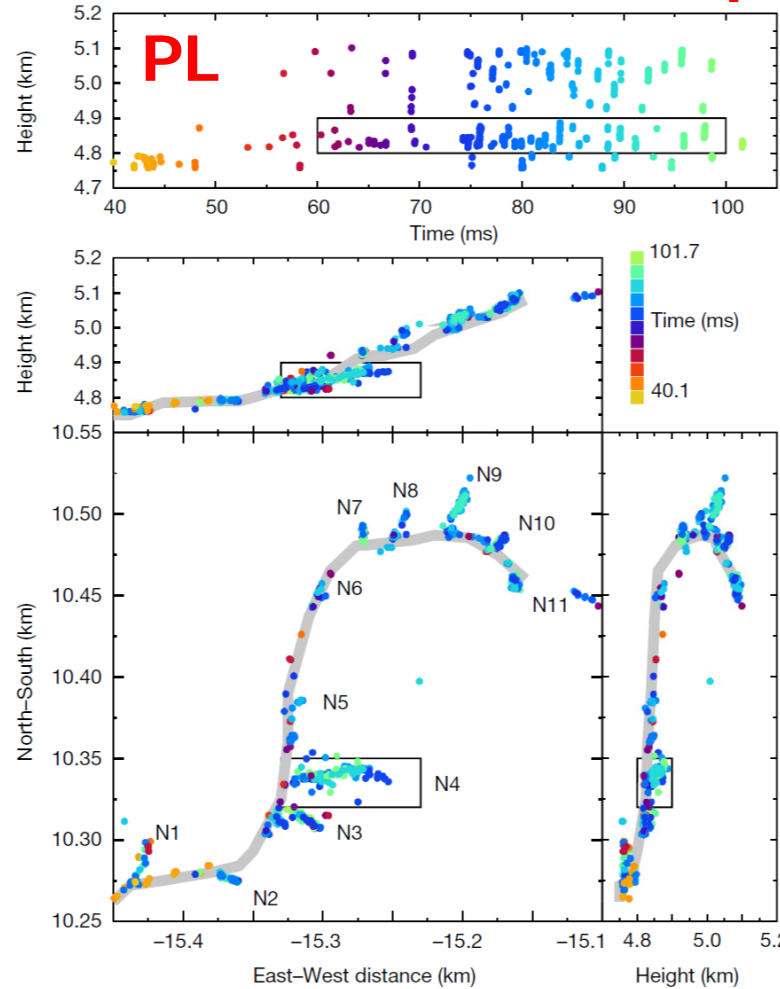 PL
Height (km)
5.2
5.1
5.0
4.9
4.8
4.7
40
50
60
70
80
90
100
Time (ms)
Height (km)
5.2
5.1
5.0
4.9
4.8
10.55
101.7
Time (ms)
40.1
North–South (km)
10.50
10.45
10.40
10.35
10.30
10.25
N9
N8
N7
N10
N6
N11
N5
N4
N1
N3
N2
−15.4
−15.3
−15.2
−15.1
4.8
5.0
5.2
East–West distance (km)
Height (km)